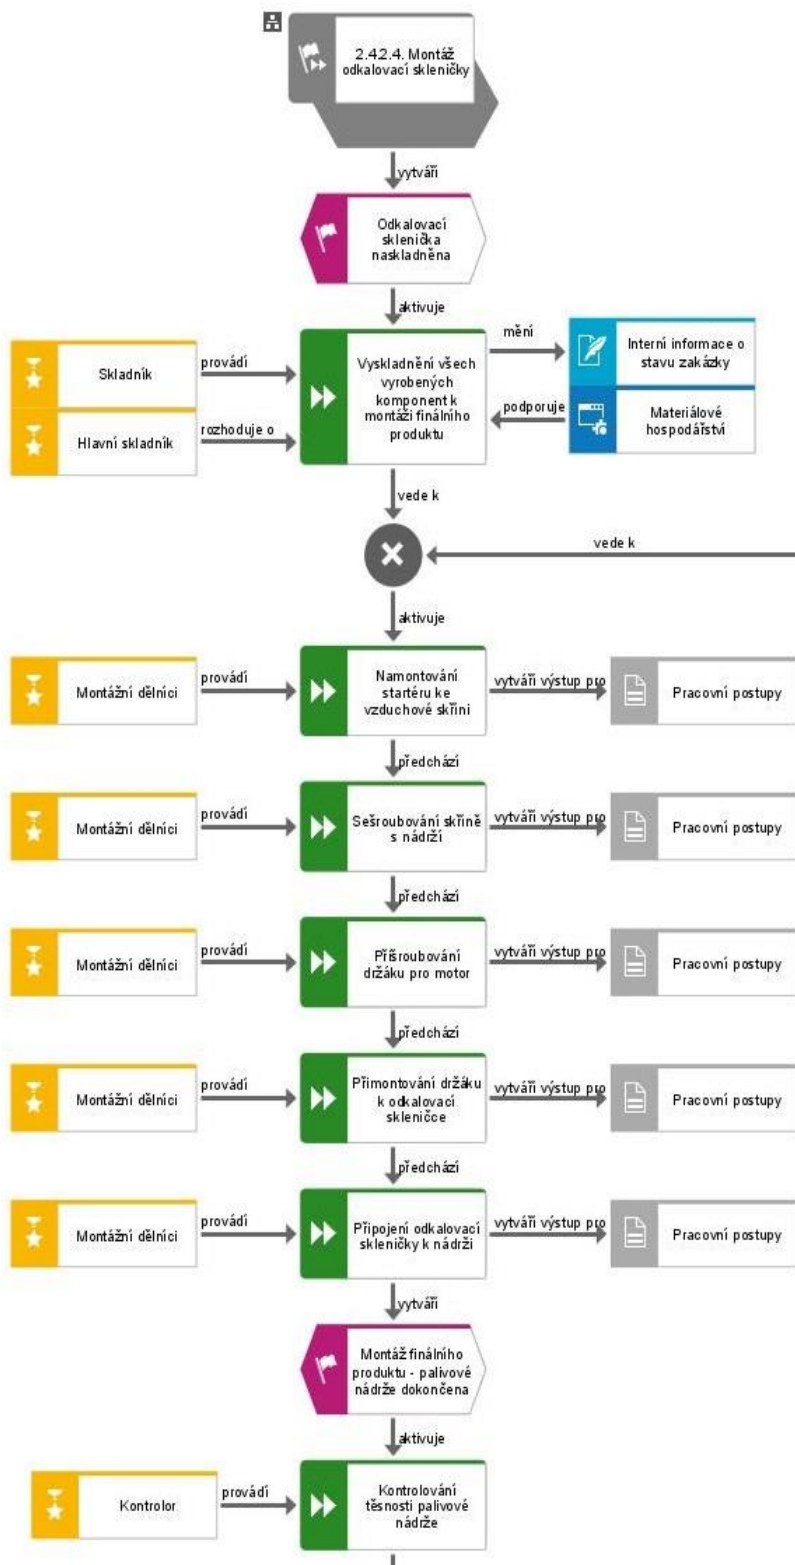 2.4.2.4. Montáž
odkalovací skleničky
vytváří
Odkalovací
sklenička
naskladněna
aktivuje
Skladník
provádí
Hlavní skladník
rozhoduje o
Vyskladnění všech
vyrobených
komponent k
montáži finálního
produktu
mění
Interní informace o
stavu zakázky
podporuje
Materiálové
hospodářství
vede k
vede k
aktivuje
Montážní dělníci
provádí
Namontování
startéru ke
vzduchové skříni
vytváří výstup pro
Pracovní postupy
předchází
Montážní dělníci
provádí
Sešroubování skříně
s nádrží
vytváří výstup pro
Pracovní postupy
předchází
Montážní dělníci
provádí
Příšroubování
držáku pro motor
vytváří výstup pro
Pracovní postupy
předchází
Montážní dělníci
provádí
Přimontování držáku
k odkalovací
skleničce
vytváří výstup pro
Pracovní postupy
předchází
Montážní dělníci
provádí
Připojení odkalovací
skleničky k nádrži
vytváří výstup pro
Pracovní postupy
vytváří
Montáž finálního
produktu - palivové
nádrže dokončena
aktivuje
Kontrolor
provádí
Kontrolování
těsnosti palivové
nádrže